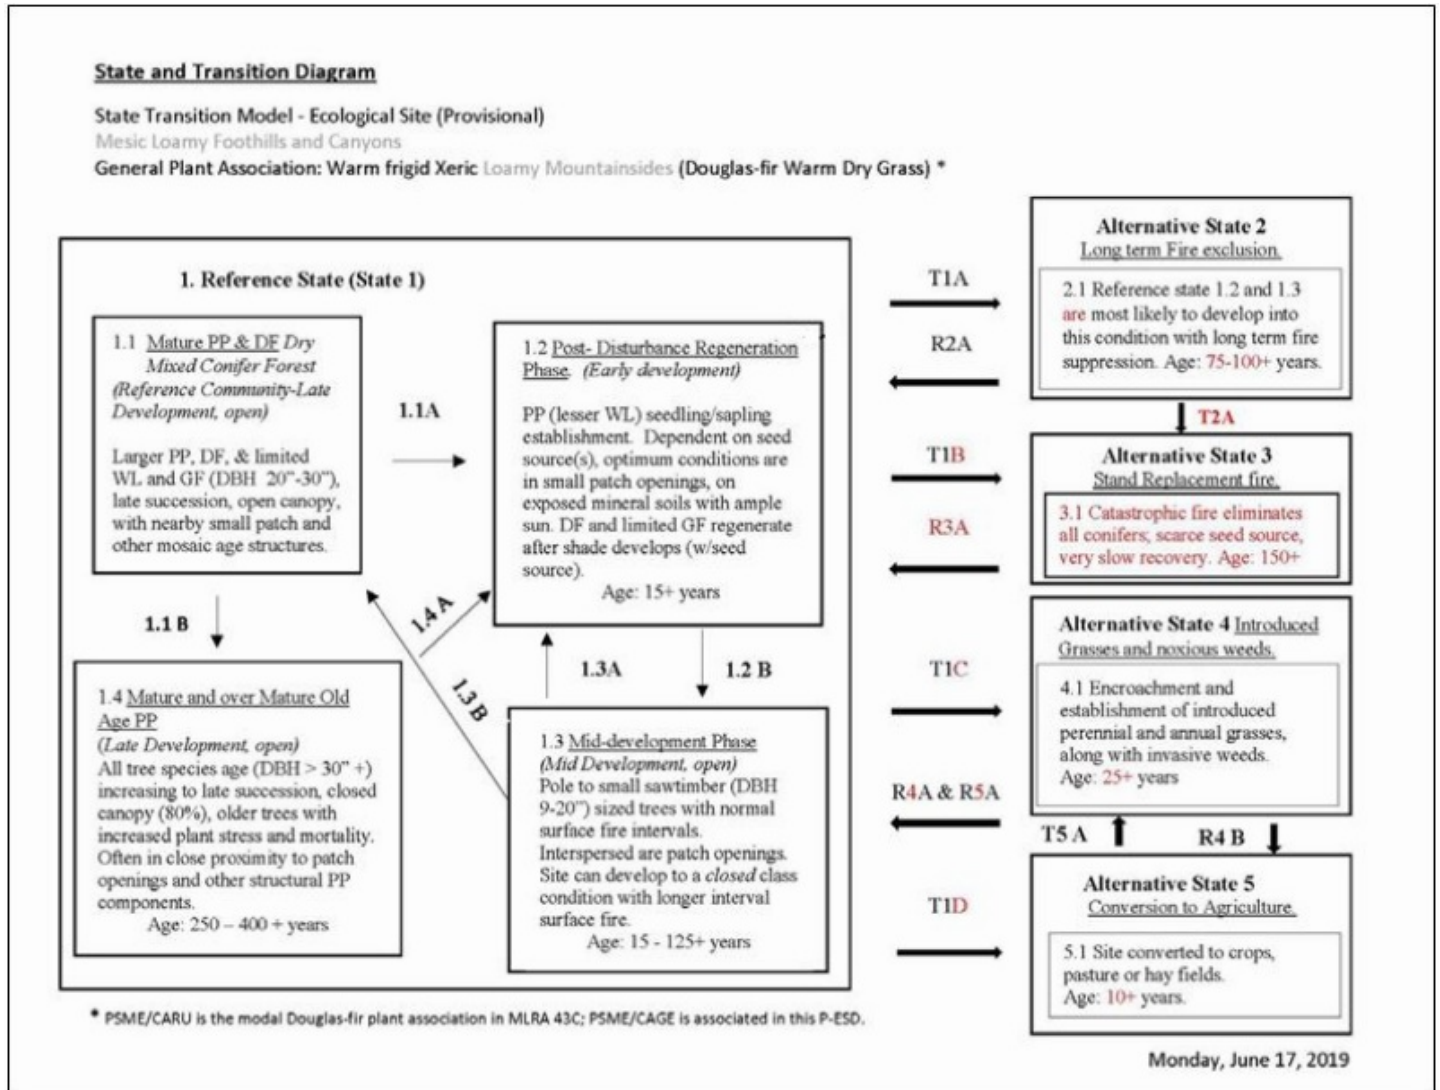 State and Transition Diagram
State Transition Model - Ecological Site (Provisional)
Mesic Loamy Foothills and Canyons
General Plant Association: Warm frigid Xeric Loamy Mountainsides (Douglas-fir Warm Dry Grass) *
1. Reference State (State 1)
1.1 Mature PP & DF Dry
Mixed Conifer Forest
(Reference Community-Late
Development, open)
Larger PP, DF, & limited
WL and GF (DBH 20"-30"),
late succession, open canopy,
with nearby small patch and
other mosaic age structures.
1.1A
1.2 Post- Disturbance Regeneration
Phase. (Early development)
PP (lesser WL) seedling/sapling
establishment. Dependent on seed
source(s), optimum conditions are
in small patch openings, on
exposed mineral soils with ample
sun. DF and limited GF regenerate
after shade develops (w/seed
source).
Age: 15+ years
1.1 B
1.4 A
1.3 B
1.3A
1.2 B
1.4 Mature and over Mature Old
Age PP
(Late Development, open)
All tree species age (DBH > 30" +)
increasing to late succession, closed
canopy (80%), older trees with
increased plant stress and mortality.
Often in close proximity to patch
openings and other structural PP
components.
Age: 250 – 400 + years
1.3 Mid-development Phase
(Mid Development, open)
Pole to small sawtimber (DBH
9-20") sized trees with normal
surface fire intervals.
Interspersed are patch openings.
Site can develop to a closed class
condition with longer interval
surface fire.
Age: 15 - 125+ years
T1A
R2A
T1B
R3A
T1C
R4A & R5A
T1D
Alternative State 2
Long term Fire exclusion.
2.1 Reference state 1.2 and 1.3
are most likely to develop into
this condition with long term fire
suppression. Age: 75-100+ years.
T2A
Alternative State 3
Stand Replacement fire.
3.1 Catastrophic fire eliminates
all conifers; scarce seed source,
very slow recovery. Age: 150+
Alternative State 4 Introduced
Grasses and noxious weeds.
4.1 Encroachment and
establishment of introduced
perennial and annual grasses,
along with invasive weeds.
Age: 25+ years
T5 A
R4 B
Alternative State 5
Conversion to Agriculture.
5.1 Site converted to crops,
pasture or hay fields.
Age: 10+ years.
* PSME/CARU is the modal Douglas-fir plant association in MLRA 43C; PSME/CAGE is associated in this P-ESD.
Monday, June 17, 2019